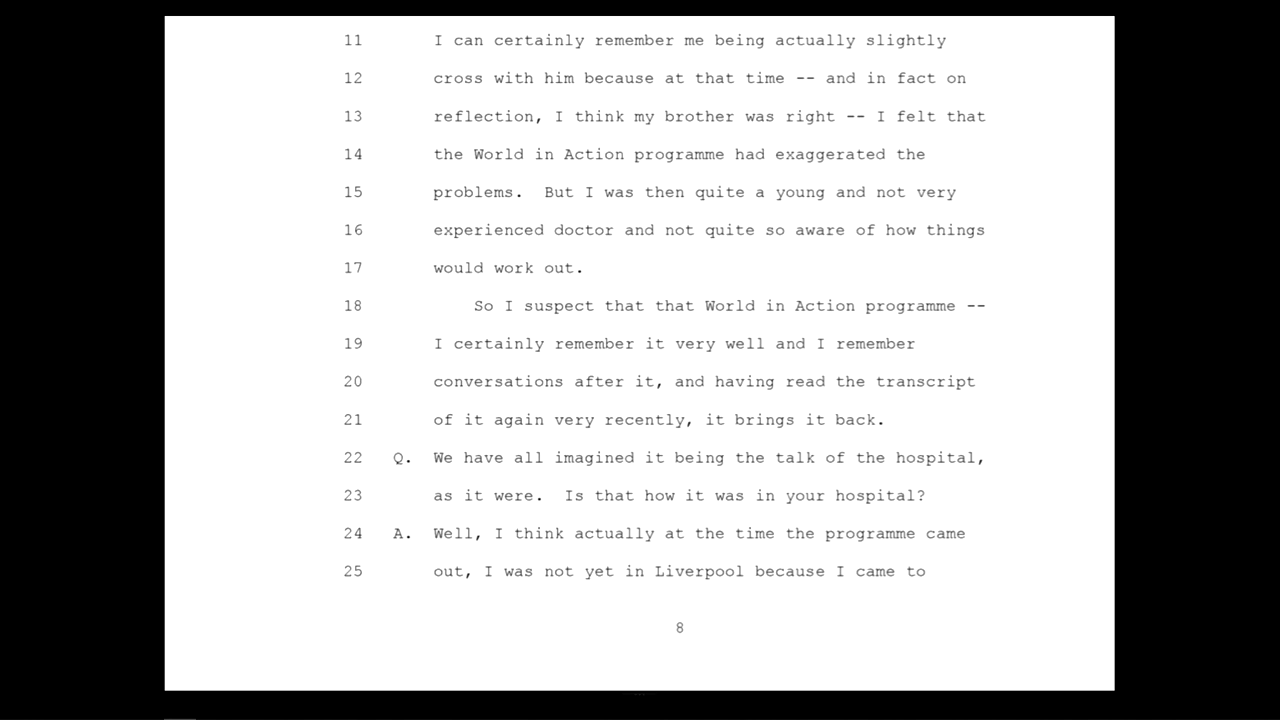 11 I can certainly remember me being actually slightly
12 cross with him because at that time -- and in fact on
13 reflection, I think my brother was right -- I felt that
14 the World in Action programme had exaggerated the
15 problems.  But I was then quite a young and not very
16 experienced doctor and not quite so aware of how things
17 would work out.
18 So I suspect that that World in Action programme --
19 I certainly remember it very well and I remember
20 conversations after it, and having read the transcript
21 of it again very recently, it brings it back.
22 Q. We have all imagined it being the talk of the hospital,
23 as it were.  Is that how it was in your hospital?
24 A. Well, I think actually at the time the programme came
25 out, I was not yet in Liverpool because I came to
8